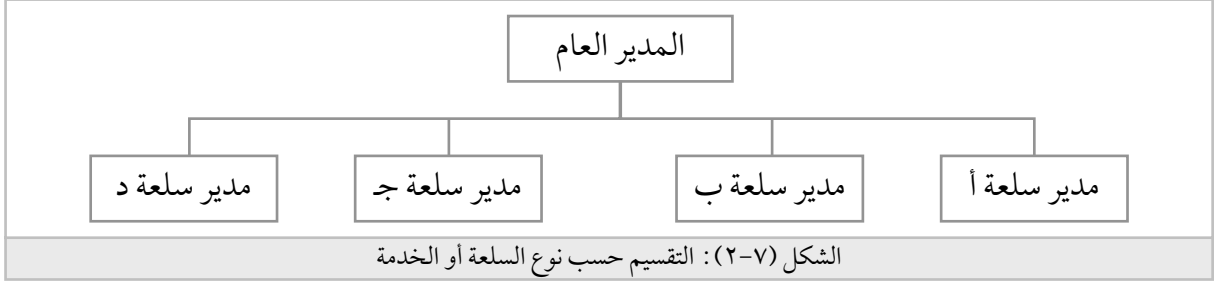 المدير العام
مدير سلعة أ
مدير سلعة ب
مدير سلعة جـ
مدير سلعة د
الشكل (٧-٢): التقسيم حسب نوع السلعة أو الخدمة